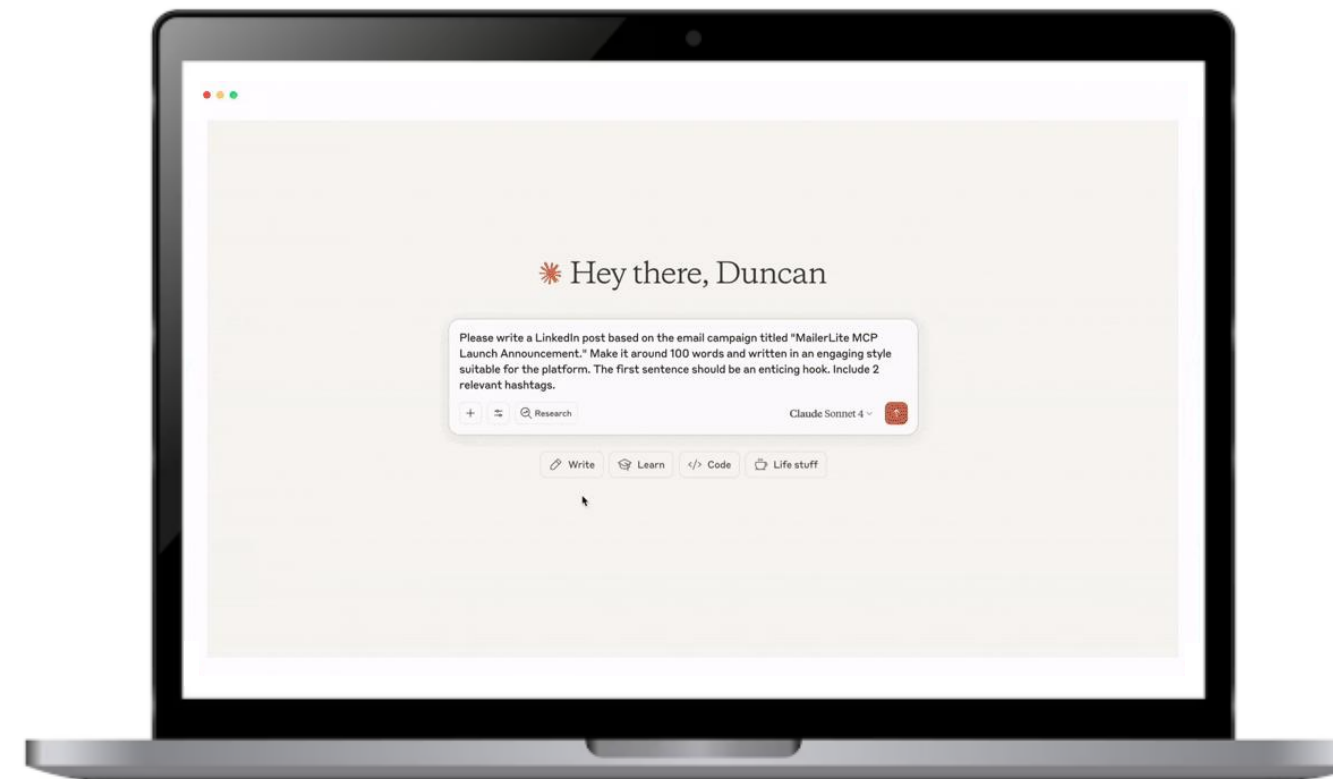 Hey there, Duncan
Please write a LinkedIn post based on the email campaign titled "MailerLite MCP
Launch Announcement." Make it around 100 words and written in an engaging style
suitable for the platform. The first sentence should be an enticing hook. Include 2
relevant hashtags.
Research
Claude Sonnet 4
Write
Learn
</> Code
Life stuff